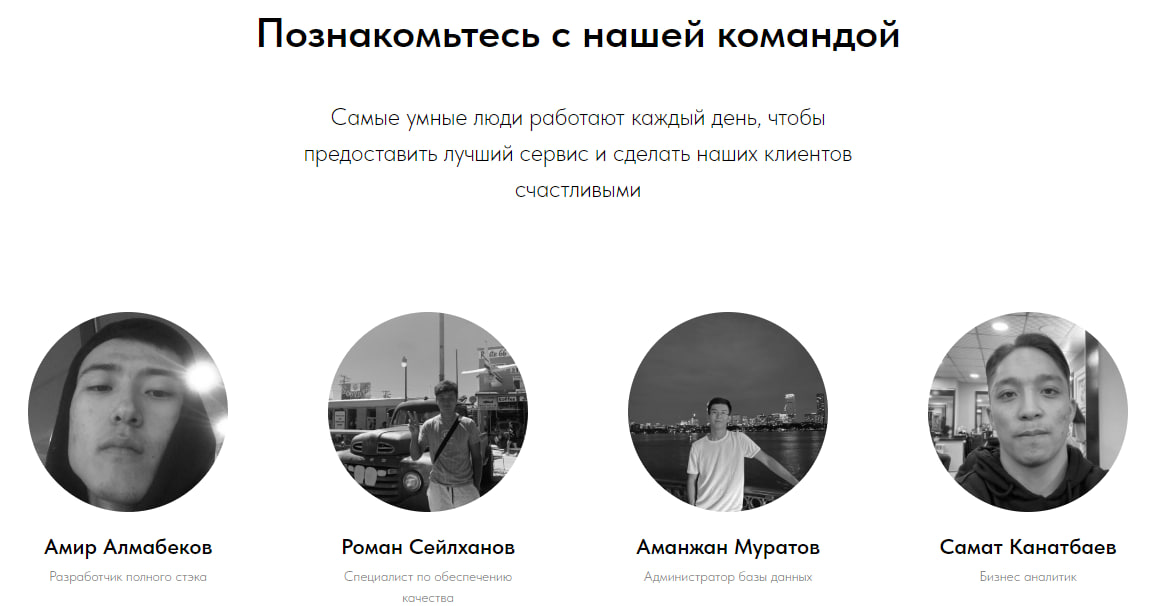 Познакомьтесь с нашей командой
Самые умные люди работают каждый день, чтобы
предоставить лучший сервис и сделать наших клиентов
счастливыми
Амир Алмабеков
Разработчик полного стэка
Роман Сейлханов
Специалист по обеспечению
качества
Аманжан Муратов
Администратор базы данных
Самат Канатбаев
Бизнес аналитик